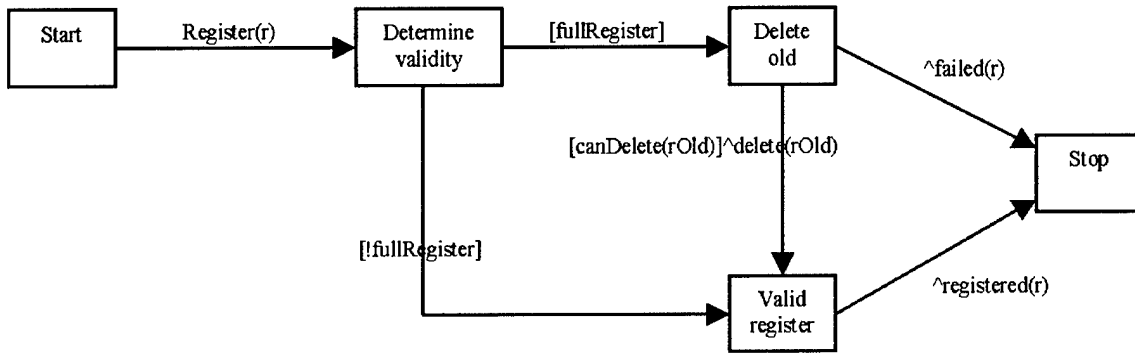 Start
Register(r)
Determine
validity
[fullRegister]
Delete
old
^failed(r)
[canDelete(rOld)]^delete(rOld)
Stop
[!fullRegister]
Valid
register
^registered(r)